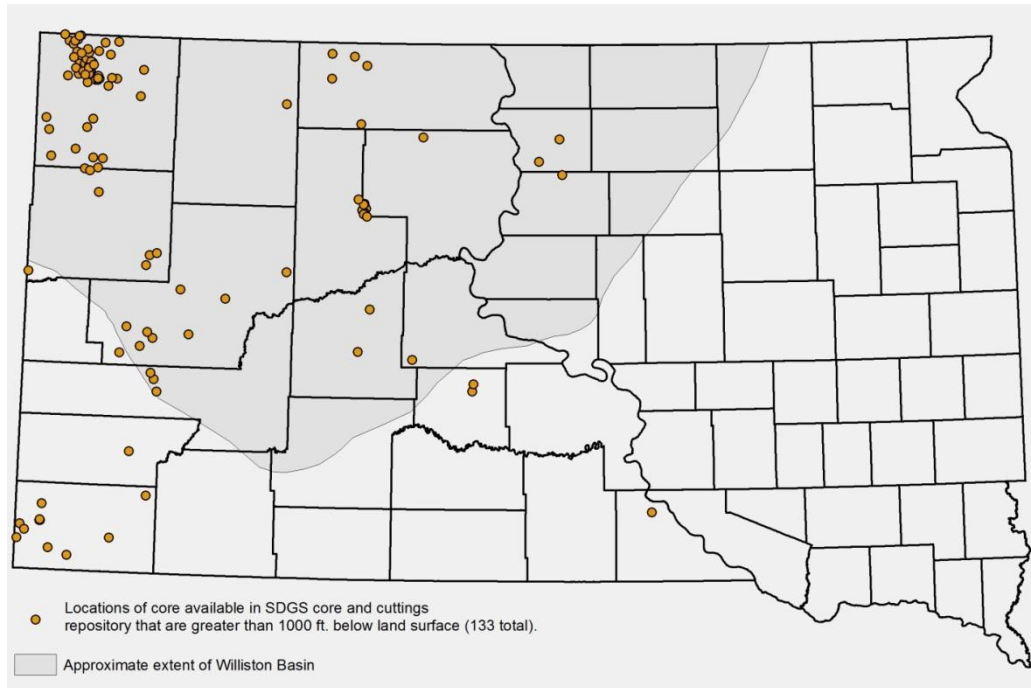 Locations of core available in SDGS core and cuttings
repository that are greater than 1000 ft. below land surface (133 total).
Approximate extent of Williston Basin